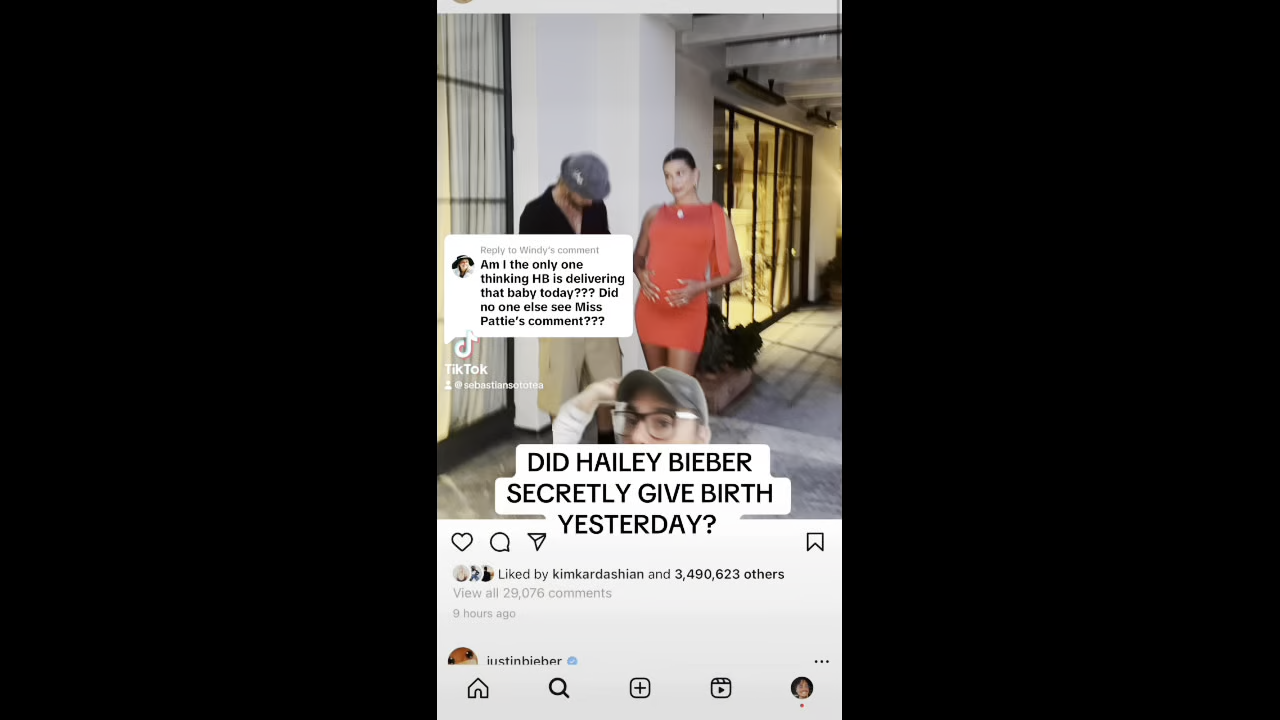 Reply to Windy's comment
Am I the only one
thinking HB is delivering
that baby today??? Did
no one else see Miss
Pattie's comment???
TikTok
@sebastiansototea
DID HAILEY BIEBER
SECRETLY GIVE BIRTH
YESTERDAY?
Liked by kimkardashian and 3,490,623 others
View all 29,076 comments
9 hours ago
justinbieber